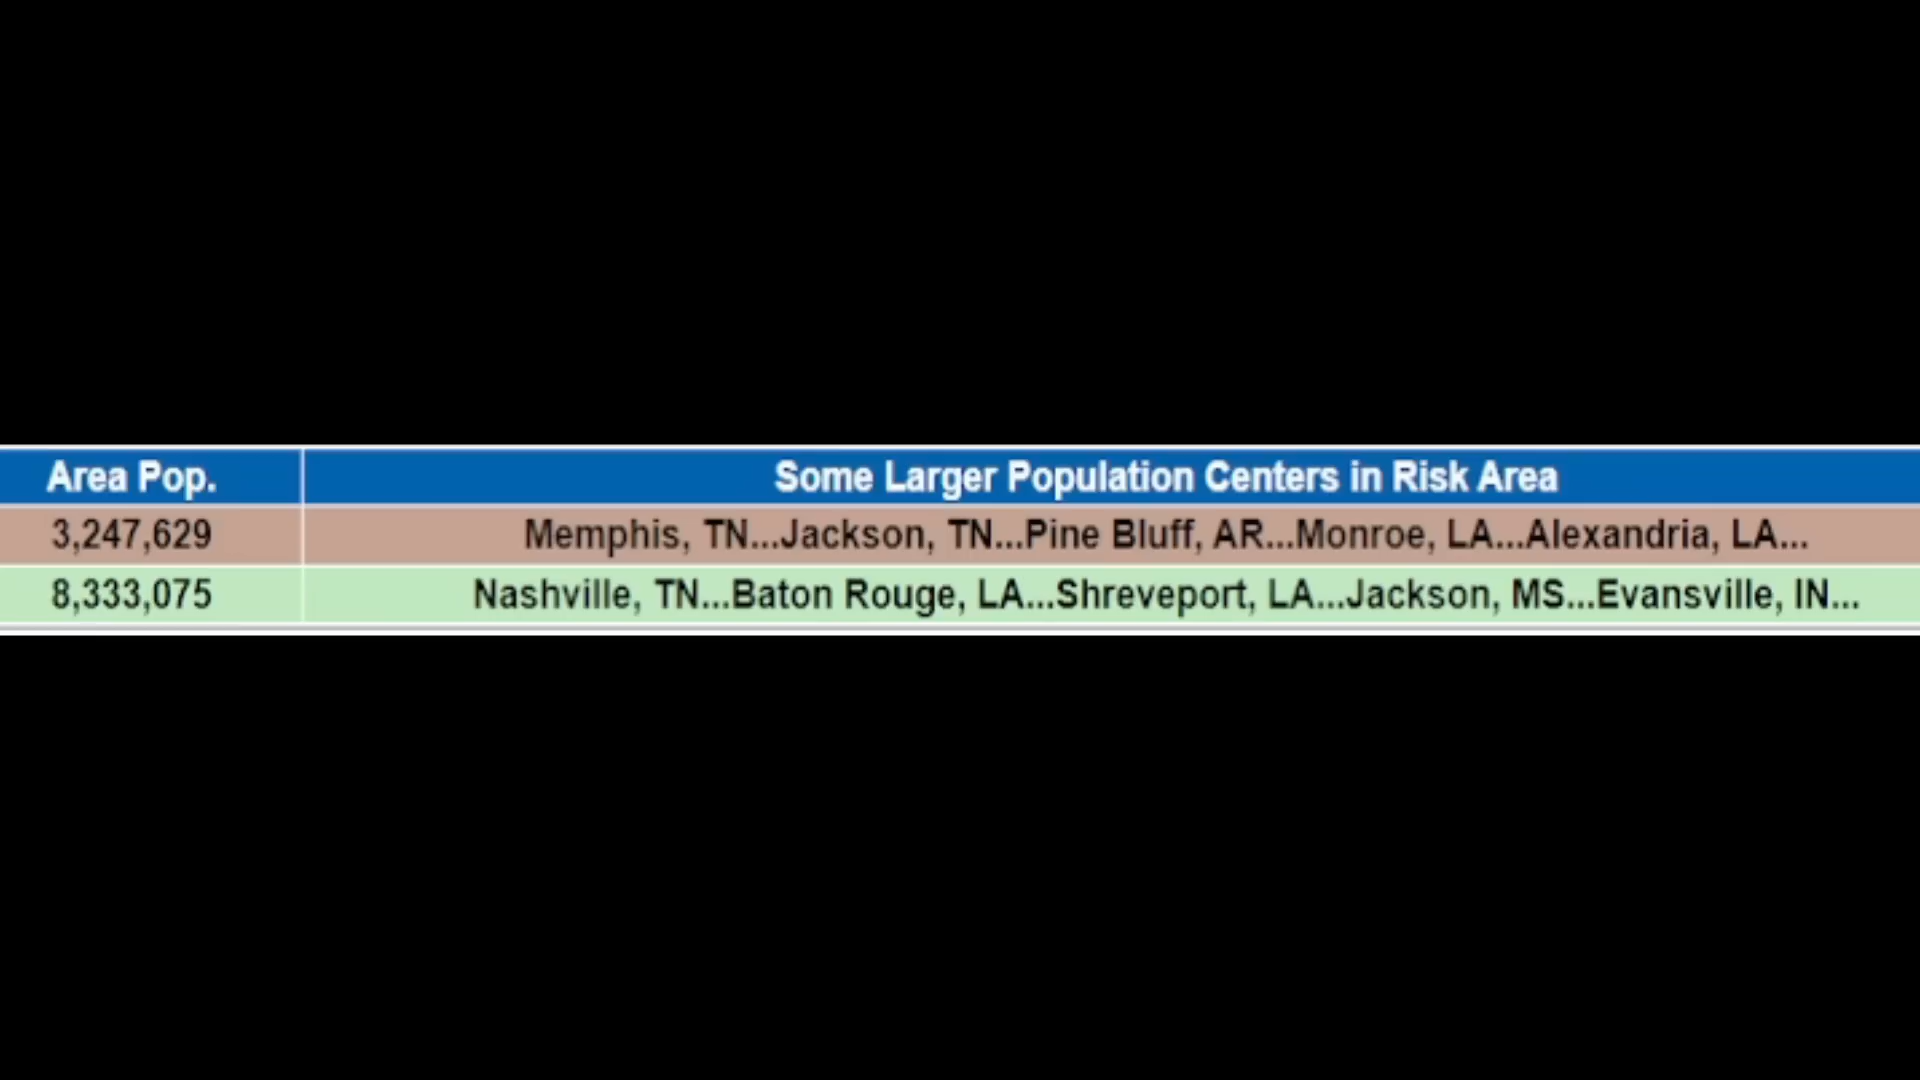 Area Pop. Some Larger Population Centers in Risk Area
3,247,629 Memphis, TN...Jackson, TN...Pine Bluff, AR...Monroe, LA...Alexandria, LA...
8,333,075 Nashville, TN...Baton Rouge, LA...Shreveport, LA...Jackson, MS...Evansville, IN...